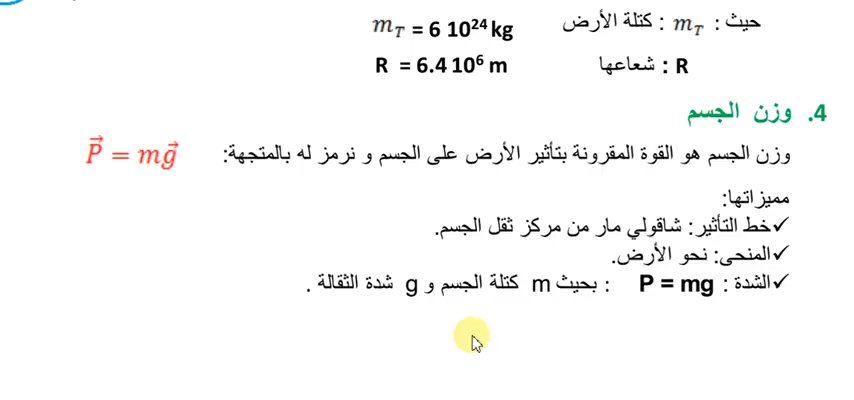 حيث : m_T : كتلة الأرض m_T = 6 10²⁴ kg
R : شعاعها R = 6.4 10⁶ m
4. وزن الجسم
وزن الجسم هو القوة المقرونة بتأثير الأرض على الجسم و نرمز له بالمتجهة: P⃗ = mg⃗
مميزاتها:
✓خط التأثير: شاقولي مار من مركز ثقل الجسم.
✓المنحى: نحو الأرض.
✓الشدة : P = mg : بحيث m كتلة الجسم و g شدة الثقالة .